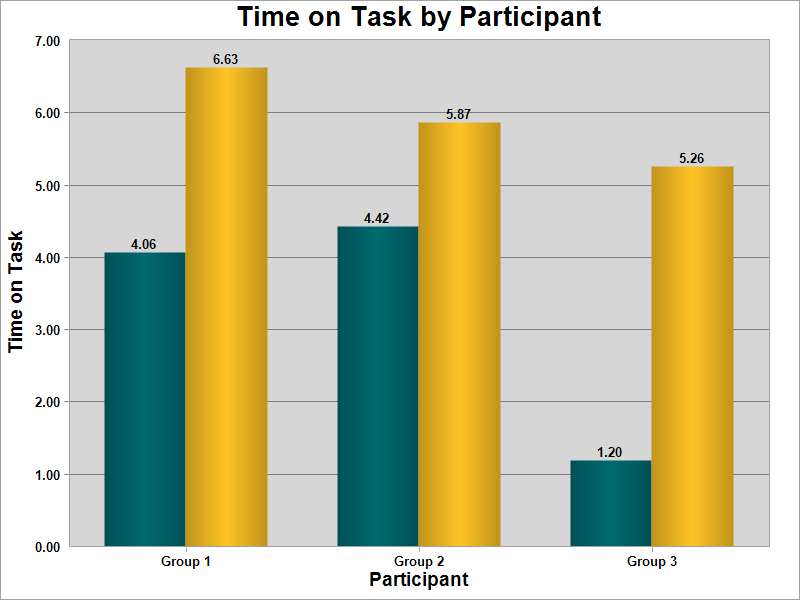 Time on Task by Participant
7.00
6.00
5.00
4.00
3.00
2.00
1.00
0.00
Time on Task
4.06
6.63
4.42
5.87
1.20
5.26
Group 1
Group 2
Group 3
Participant